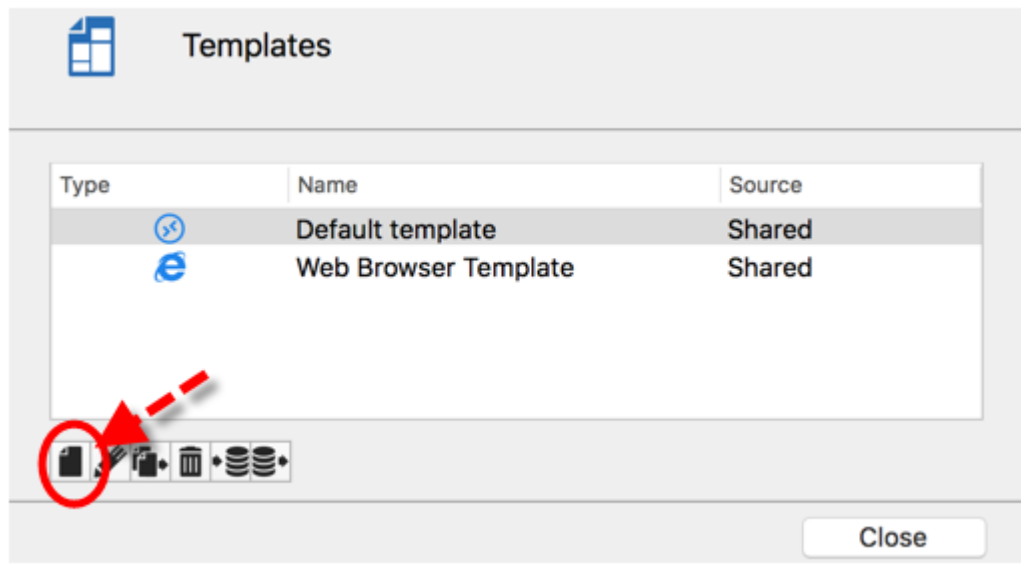 Templates
Type Name Source
Default template Shared
Web Browser Template Shared
Close